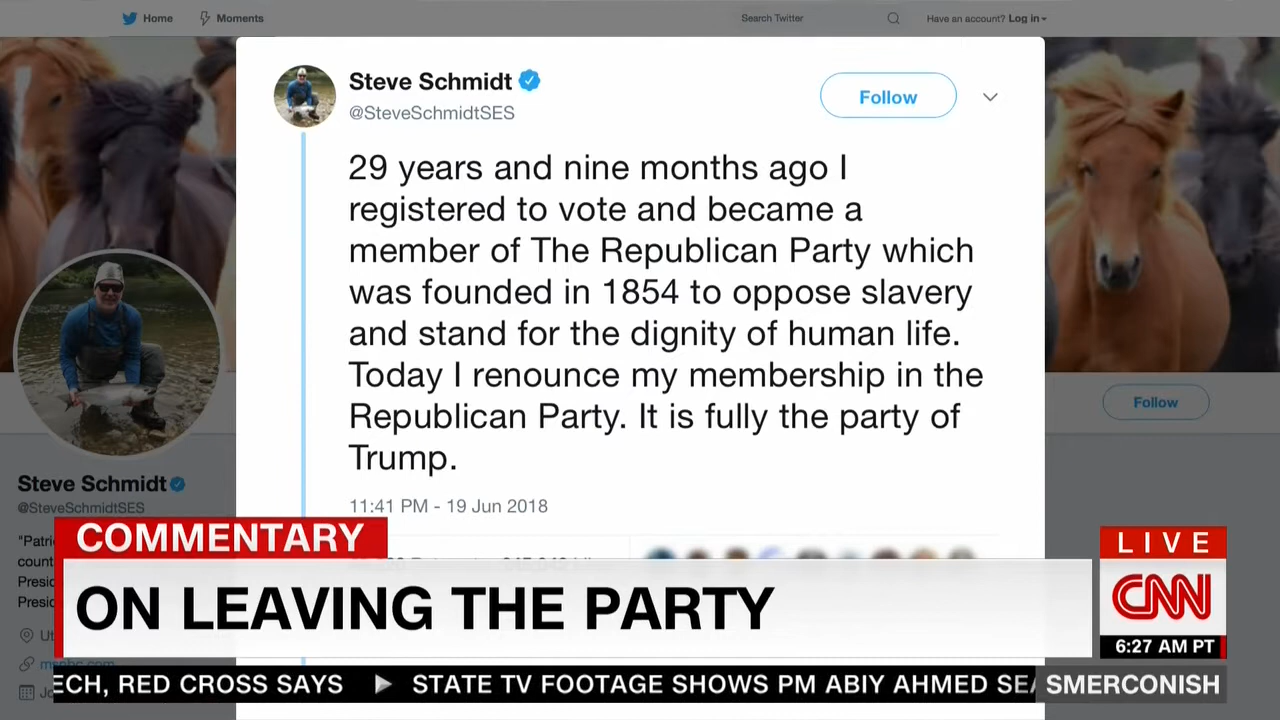 Home
Moments
Search Twitter
Have an account? Log in
Steve Schmidt
@SteveSchmidtSES
Follow
29 years and nine months ago I
registered to vote and became a
member of The Republican Party which
was founded in 1854 to oppose slavery
and stand for the dignity of human life.
Today I renounce my membership in the
Republican Party. It is fully the party of
Trump.
11:41 PM - 19 Jun 2018
Follow
Steve Schmidt
@SteveSchmidtSES
COMMENTARY
ON LEAVING THE PARTY
LIVE
CNN
6:27 AM PT
ECH, RED CROSS SAYS ▶ STATE TV FOOTAGE SHOWS PM ABIY AHMED
SMERCONISH